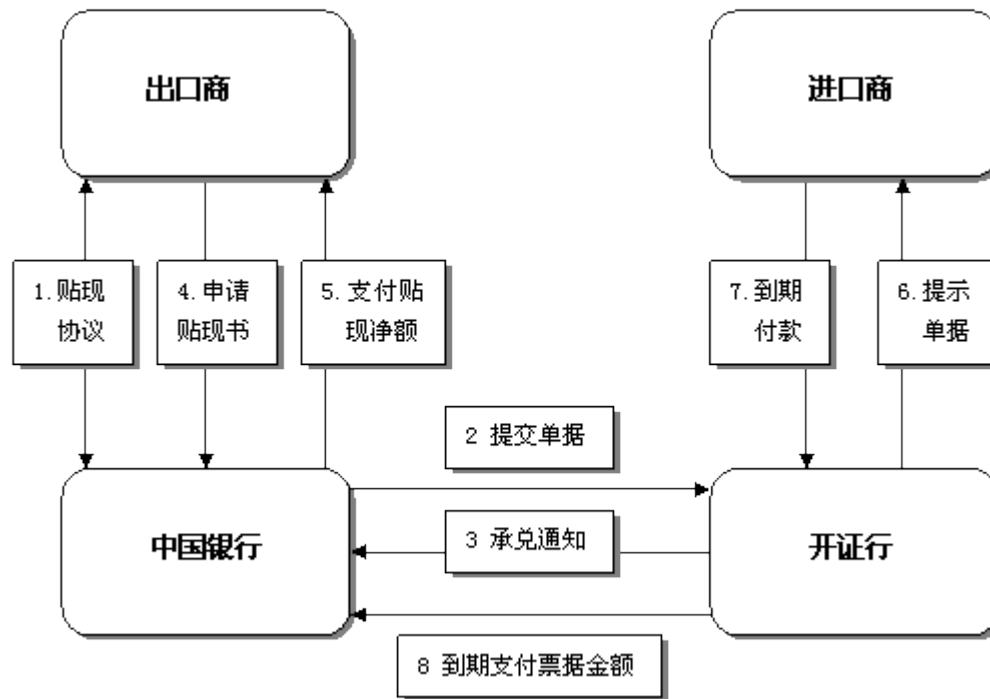 出口商
进口商
1.贴现
协议
4.申请
贴现书
5.支付贴
现净额
7.到期
付款
6.提示
单据
2 提交单据
中国银行
3 承兑通知
开证行
8 到期支付票据金额